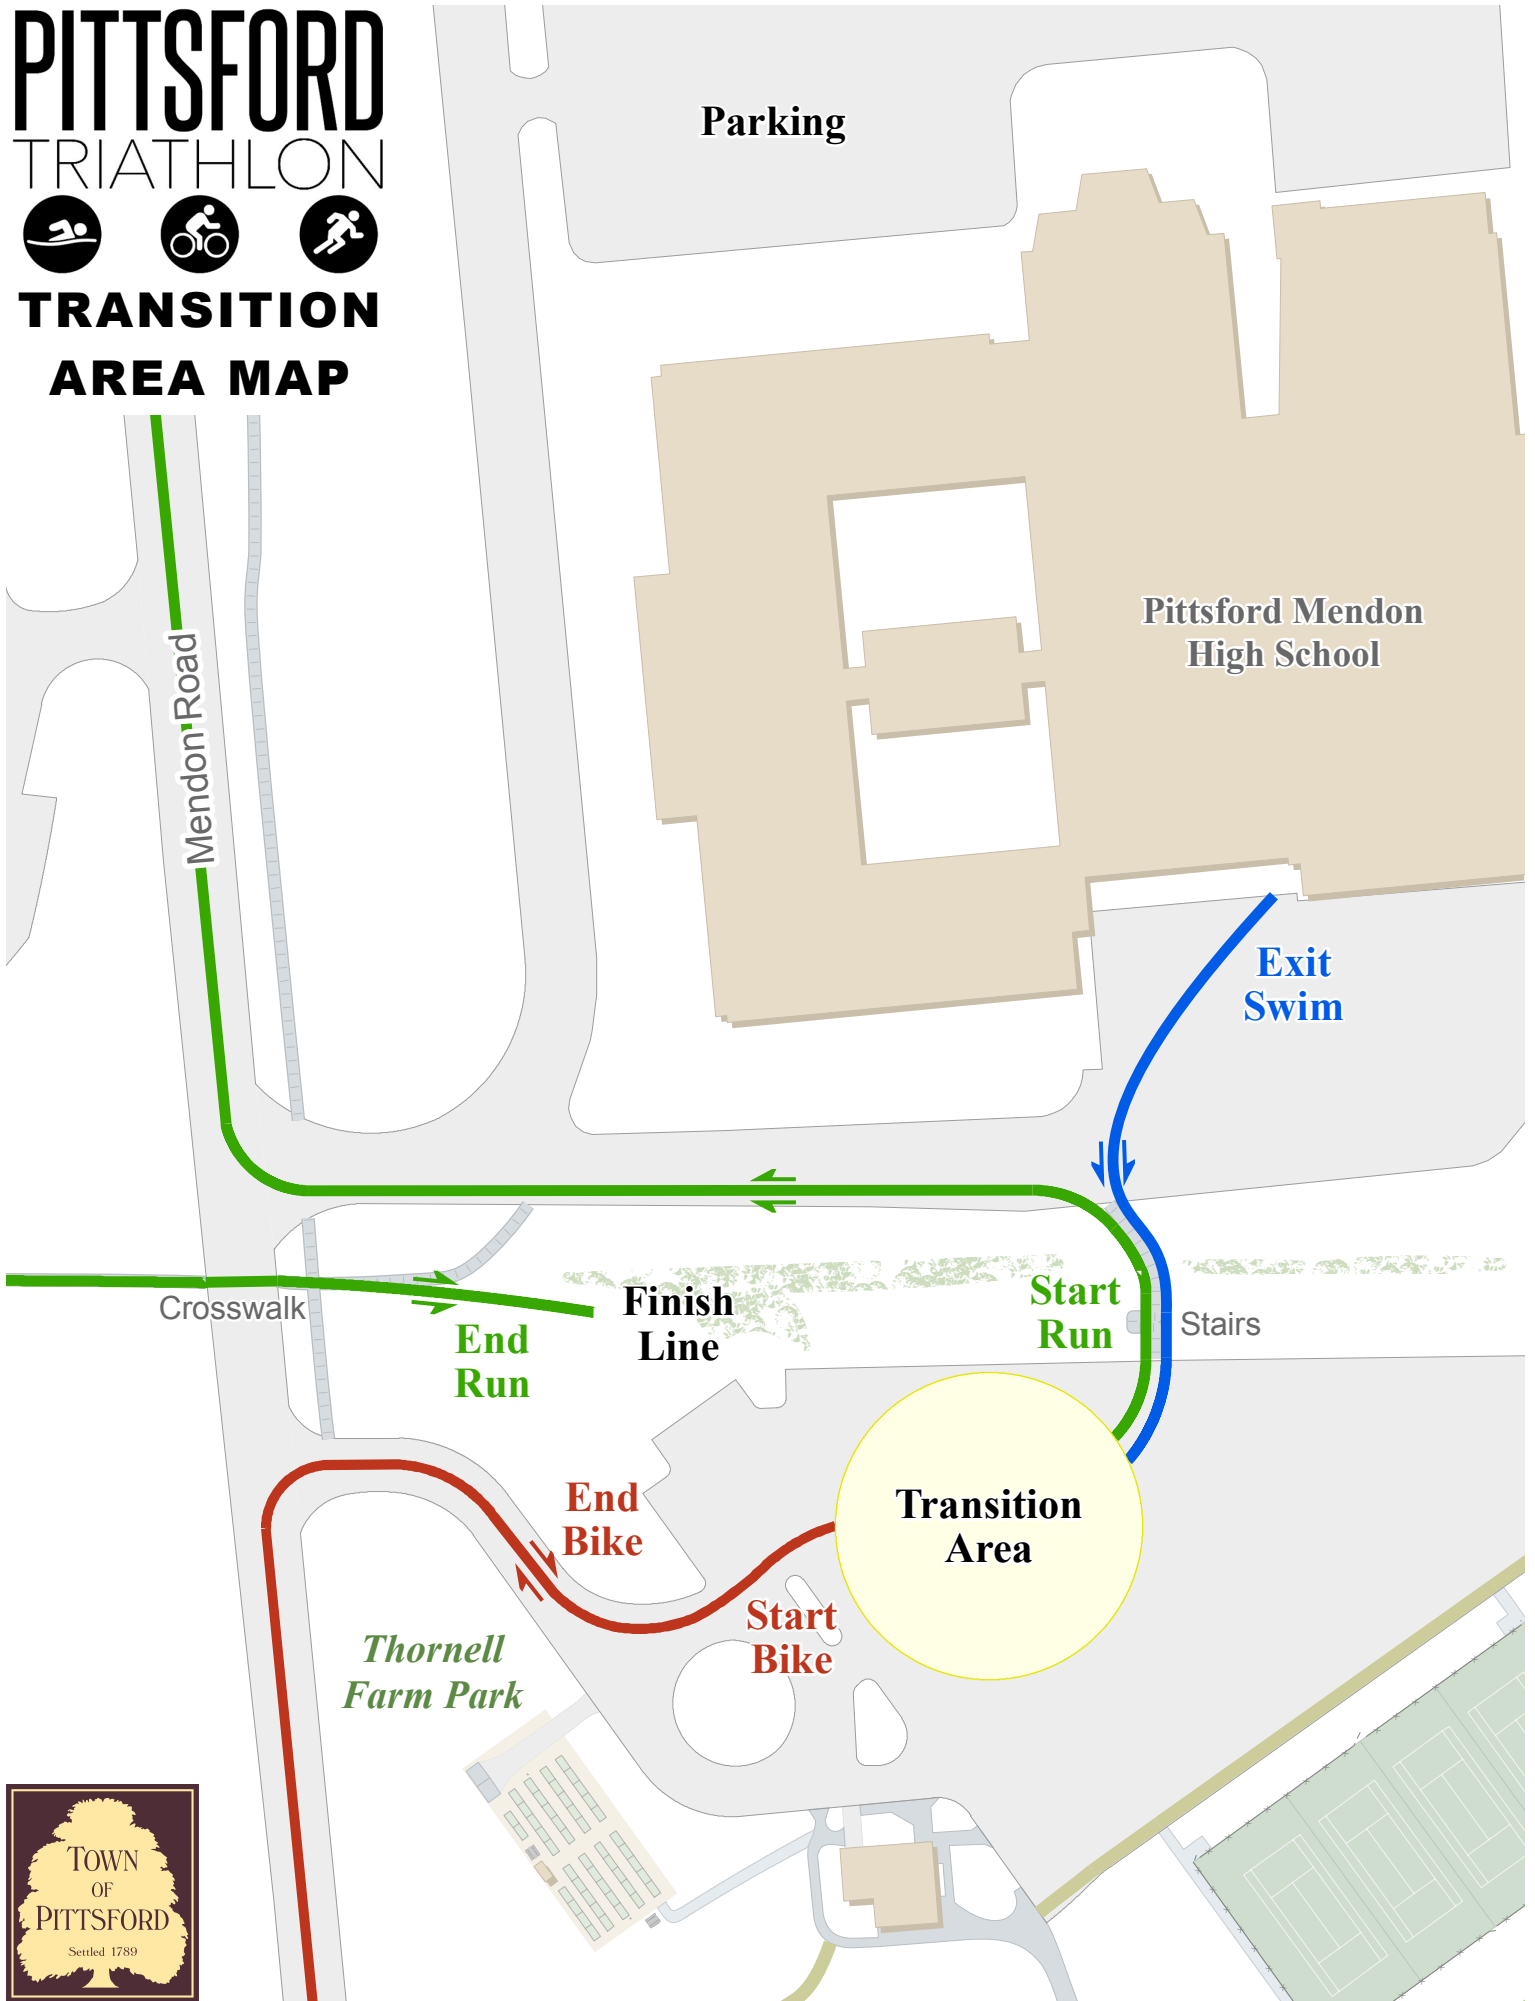 PITTSFORD
TRIATHLON
TRANSITION
AREA MAP
Parking
Pittsford Mendon
High School
Mendon Road
Exit
Swim
Crosswalk
Finish
Line
Start
Run
Stairs
End
Run
End
Bike
Transition
Area
Start
Bike
Thornell
Farm Park
TOWN
OF
PITTSFORD
Settled 1789